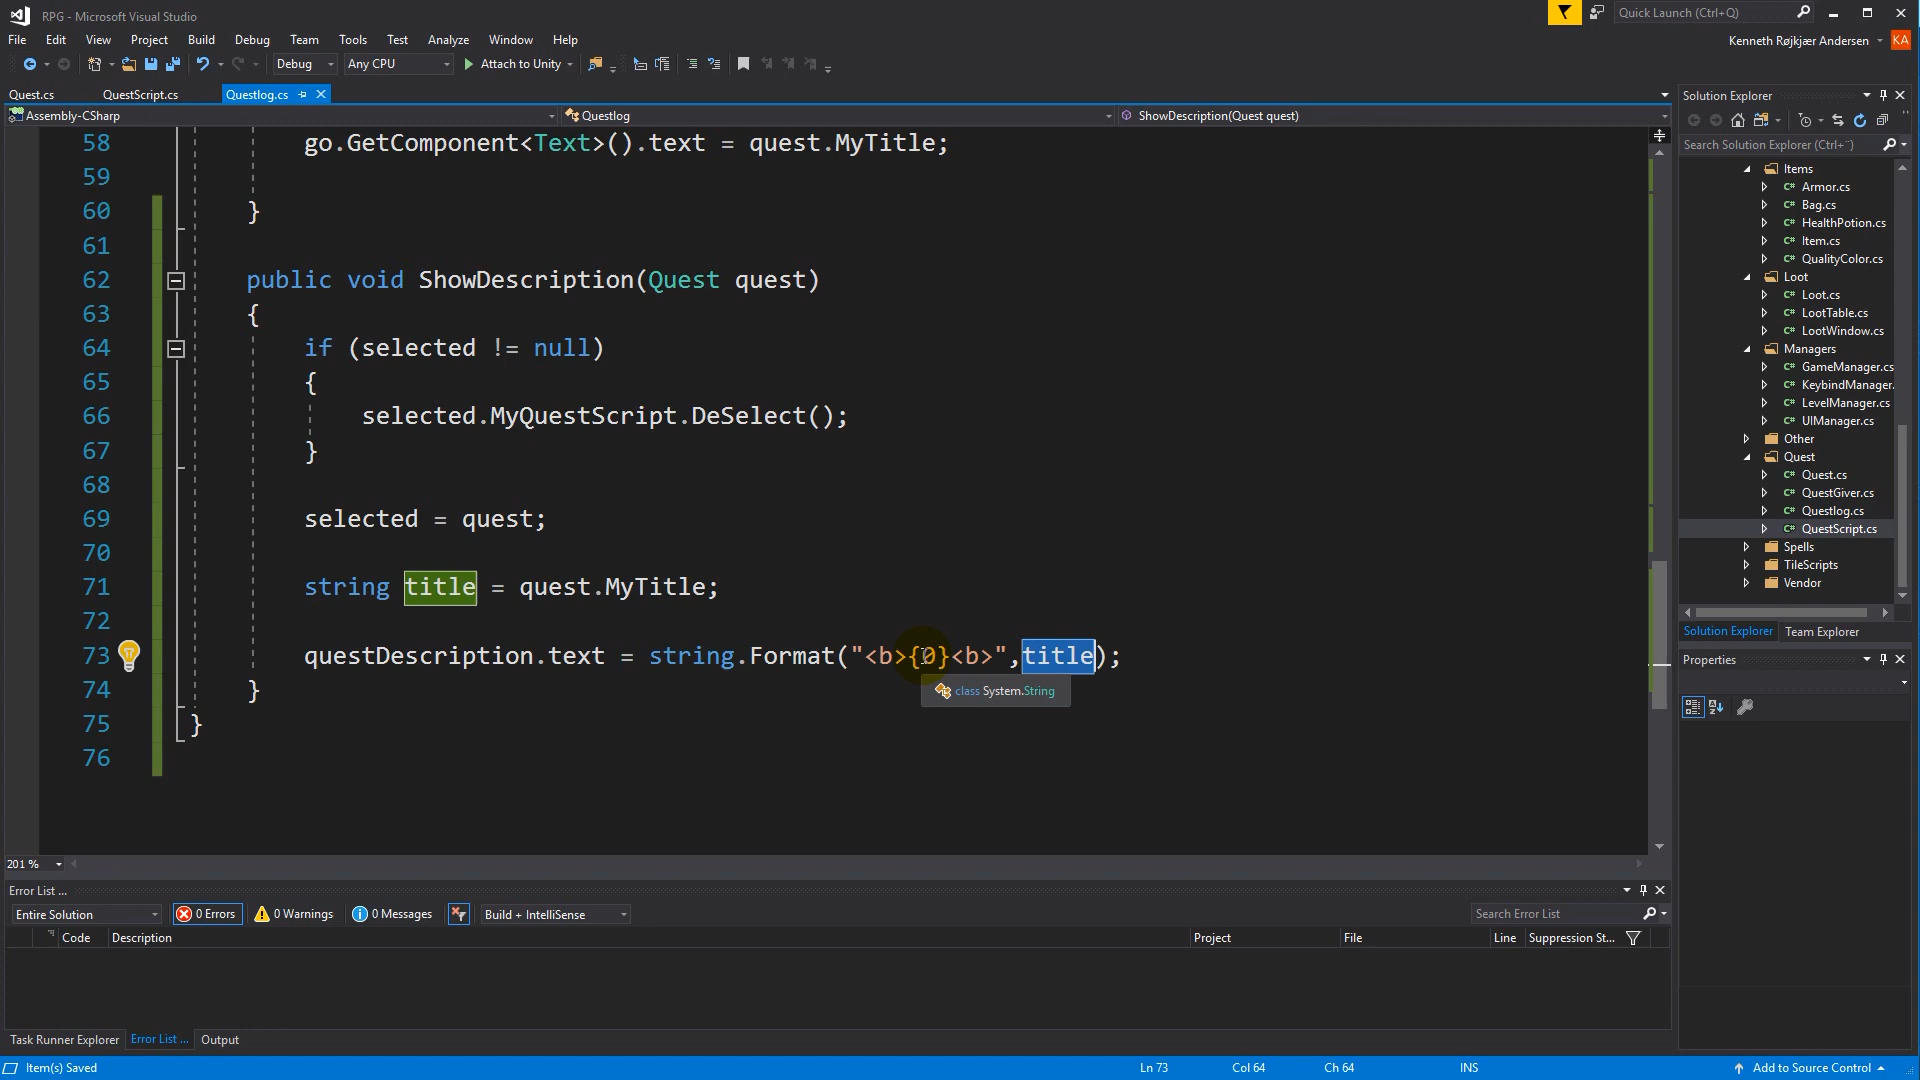 RPG - Microsoft Visual Studio
Quick Launch (Ctrl+Q)
File Edit View Project Build Debug Team Tools Test Analyze Window Help
Kenneth Røjkjær Andersen KA
Debug Any CPU Attach to Unity
Quest.cs QuestScript.cs Questlog.cs
Assembly-CSharp Questlog ShowDescription(Quest quest)
58 go.GetComponent<Text>().text = quest.MyTitle;
59
60 }
61
62 public void ShowDescription(Quest quest)
63 {
64 if (selected != null)
65 {
66 selected.MyQuestScript.DeSelect();
67 }
68
69 selected = quest;
70
71 string title = quest.MyTitle;
72
73 questDescription.text = string.Format("<b>{0}<b>",title);
class System.String
74 }
75 }
76
201 %
Solution Explorer
Search Solution Explorer (Ctrl+¨)
Items
C# Armor.cs
C# Bag.cs
C# HealthPotion.cs
C# Item.cs
C# QualityColor.cs
Loot
C# Loot.cs
C# LootTable.cs
C# LootWindow.cs
Managers
C# GameManager.cs
C# KeybindManager.
C# LevelManager.cs
C# UIManager.cs
Other
Quest
C# Quest.cs
C# QuestGiver.cs
C# Questlog.cs
C# QuestScript.cs
Spells
TileScripts
Vendor
Solution Explorer Team Explorer
Properties
Error List ...
Entire Solution 0 Errors 0 Warnings 0 Messages Build + IntelliSense Search Error List
Code Description Project File Line Suppression St...
Task Runner Explorer Error List ... Output
Item(s) Saved Ln 73 Col 64 Ch 64 INS Add to Source Control